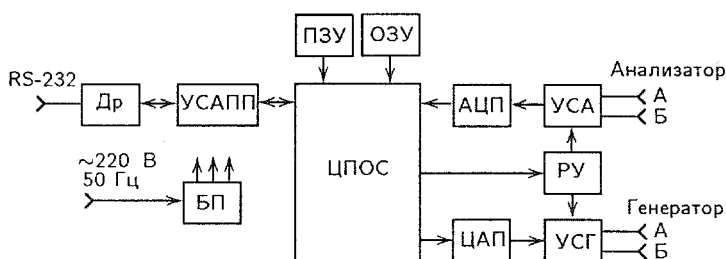 ПЗУ
ОЗУ
RS-232
Др
УСАПП
ЦПОС
АЦП
УСА
Анализатор
А
Б
~220 В
50 Гц
БП
РУ
ЦАП
УСГ
Генератор
А
Б